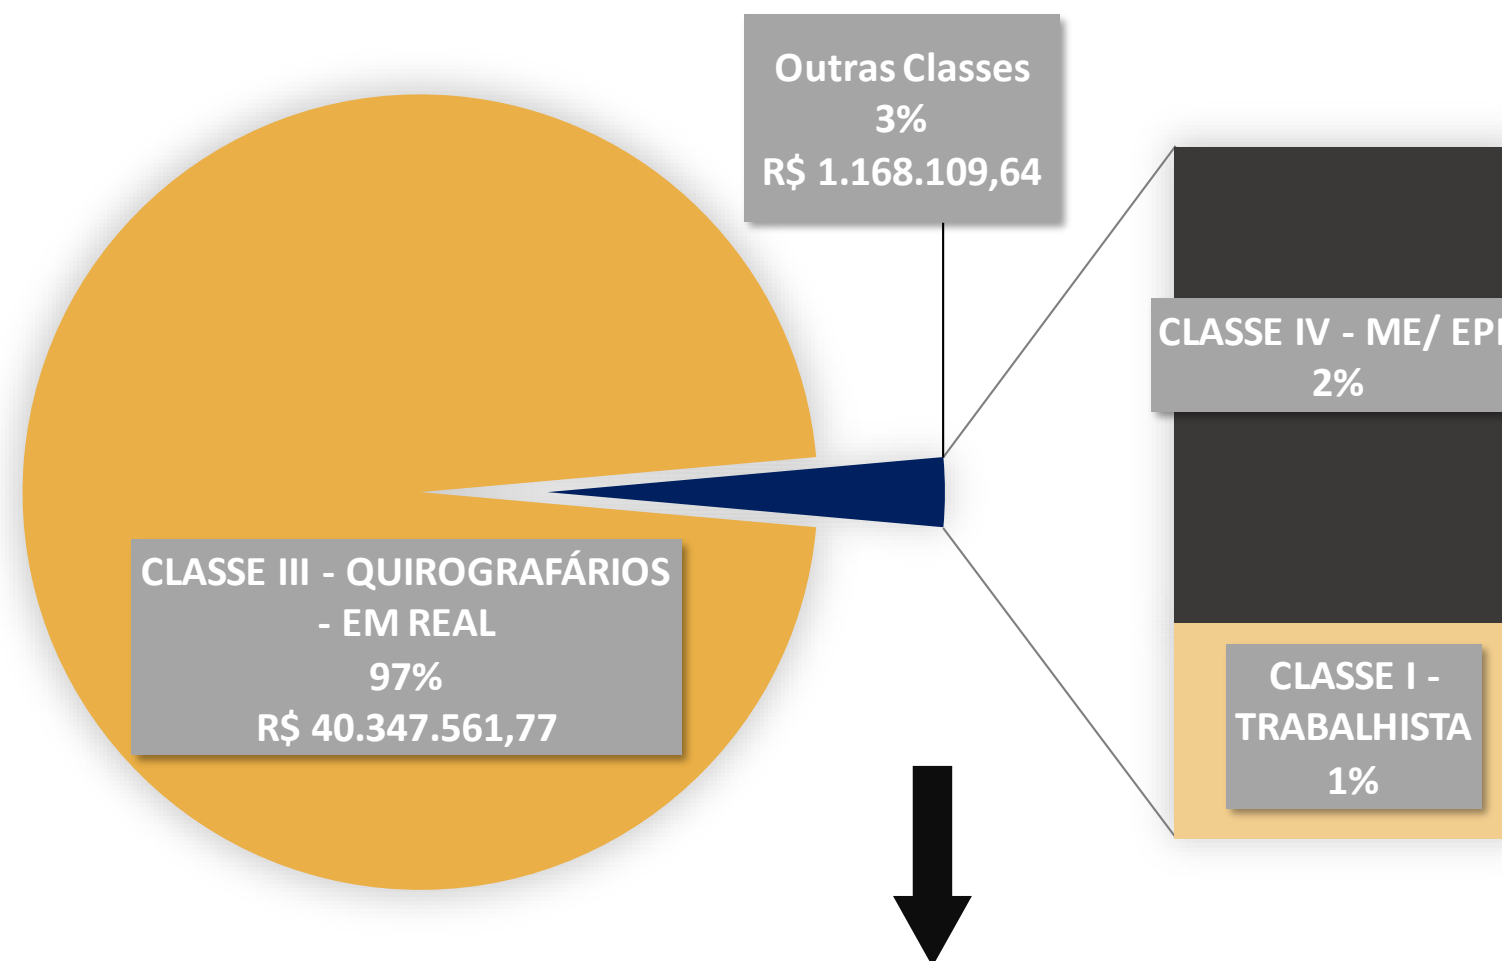 Outras Classes
3%
R$ 1.168.109,64
CLASSE III - QUIROGRAFÁRIOS
- EM REAL
97%
R$ 40.347.561,77
CLASSE IV - ME/
2%
CLASSE I -
TRABALHISTA
1%